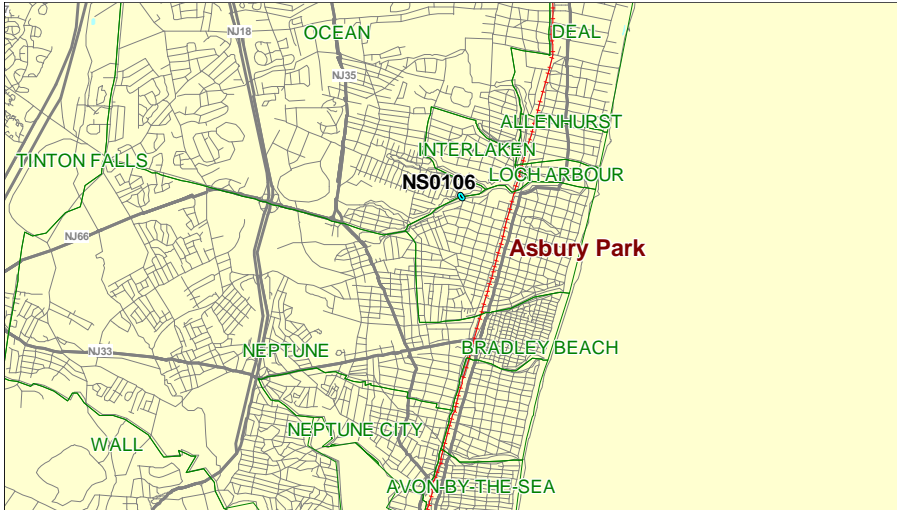 OCEAN
DEAL
NJ18
NJ35
ALLENHURST
INTERLAKEN
TINTON FALLS
LOCH ARBOUR
NS0106
NJ66
Asbury Park
NJ33
NEPTUNE
BRADLEY BEACH
NEPTUNE CITY
WALL
AVON-BY-THE-SEA